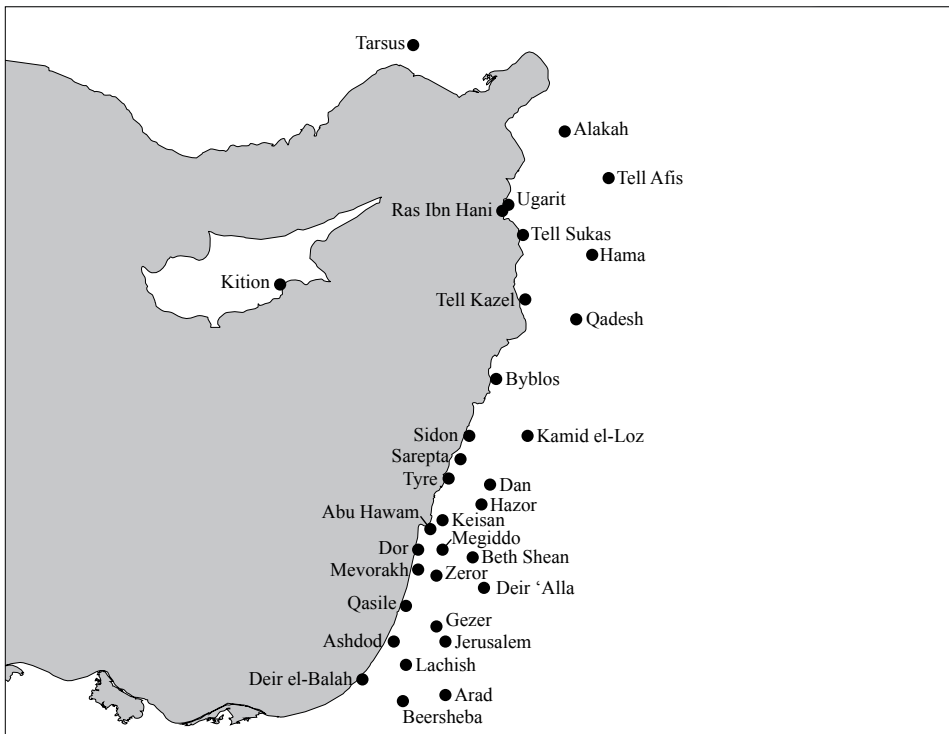 Tarsus
Alakah
Tell Afis
Ugarit
Ras Ibn Hani
Tell Sukas
Hama
Kition
Tell Kazel
Qadesh
Byblos
Sidon
Kamid el-Loz
Sarepta
Tyre
Dan
Hazor
Abu Hawam
Keisan
Megiddo
Dor
Beth Shean
Mevorakh
Zeror
Deir ‘Alla
Qasile
Gezer
Ashdod
Jerusalem
Lachish
Deir el-Balah
Arad
Beersheba